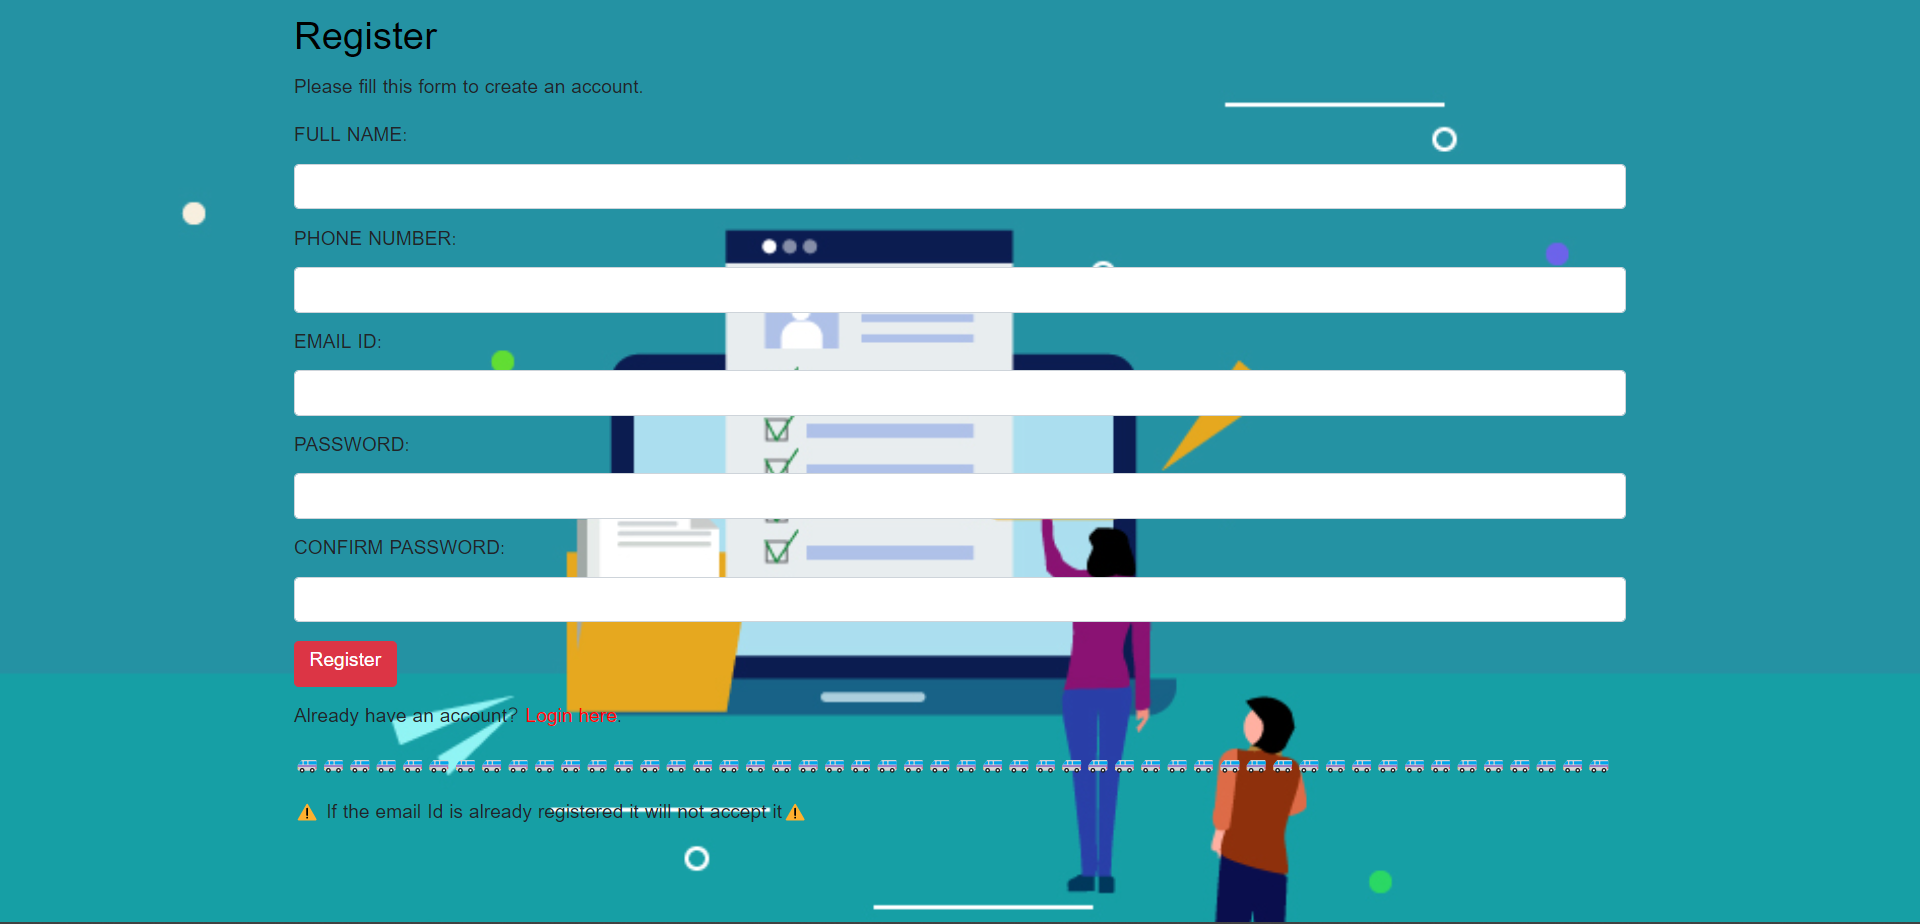 Register
Please fill this form to create an account.
FULL NAME:
PHONE NUMBER:
EMAIL ID:
PASSWORD:
CONFIRM PASSWORD:
Register
Already have an account? Login here.
⚠️ If the email Id is already registered it will not accept it⚠️